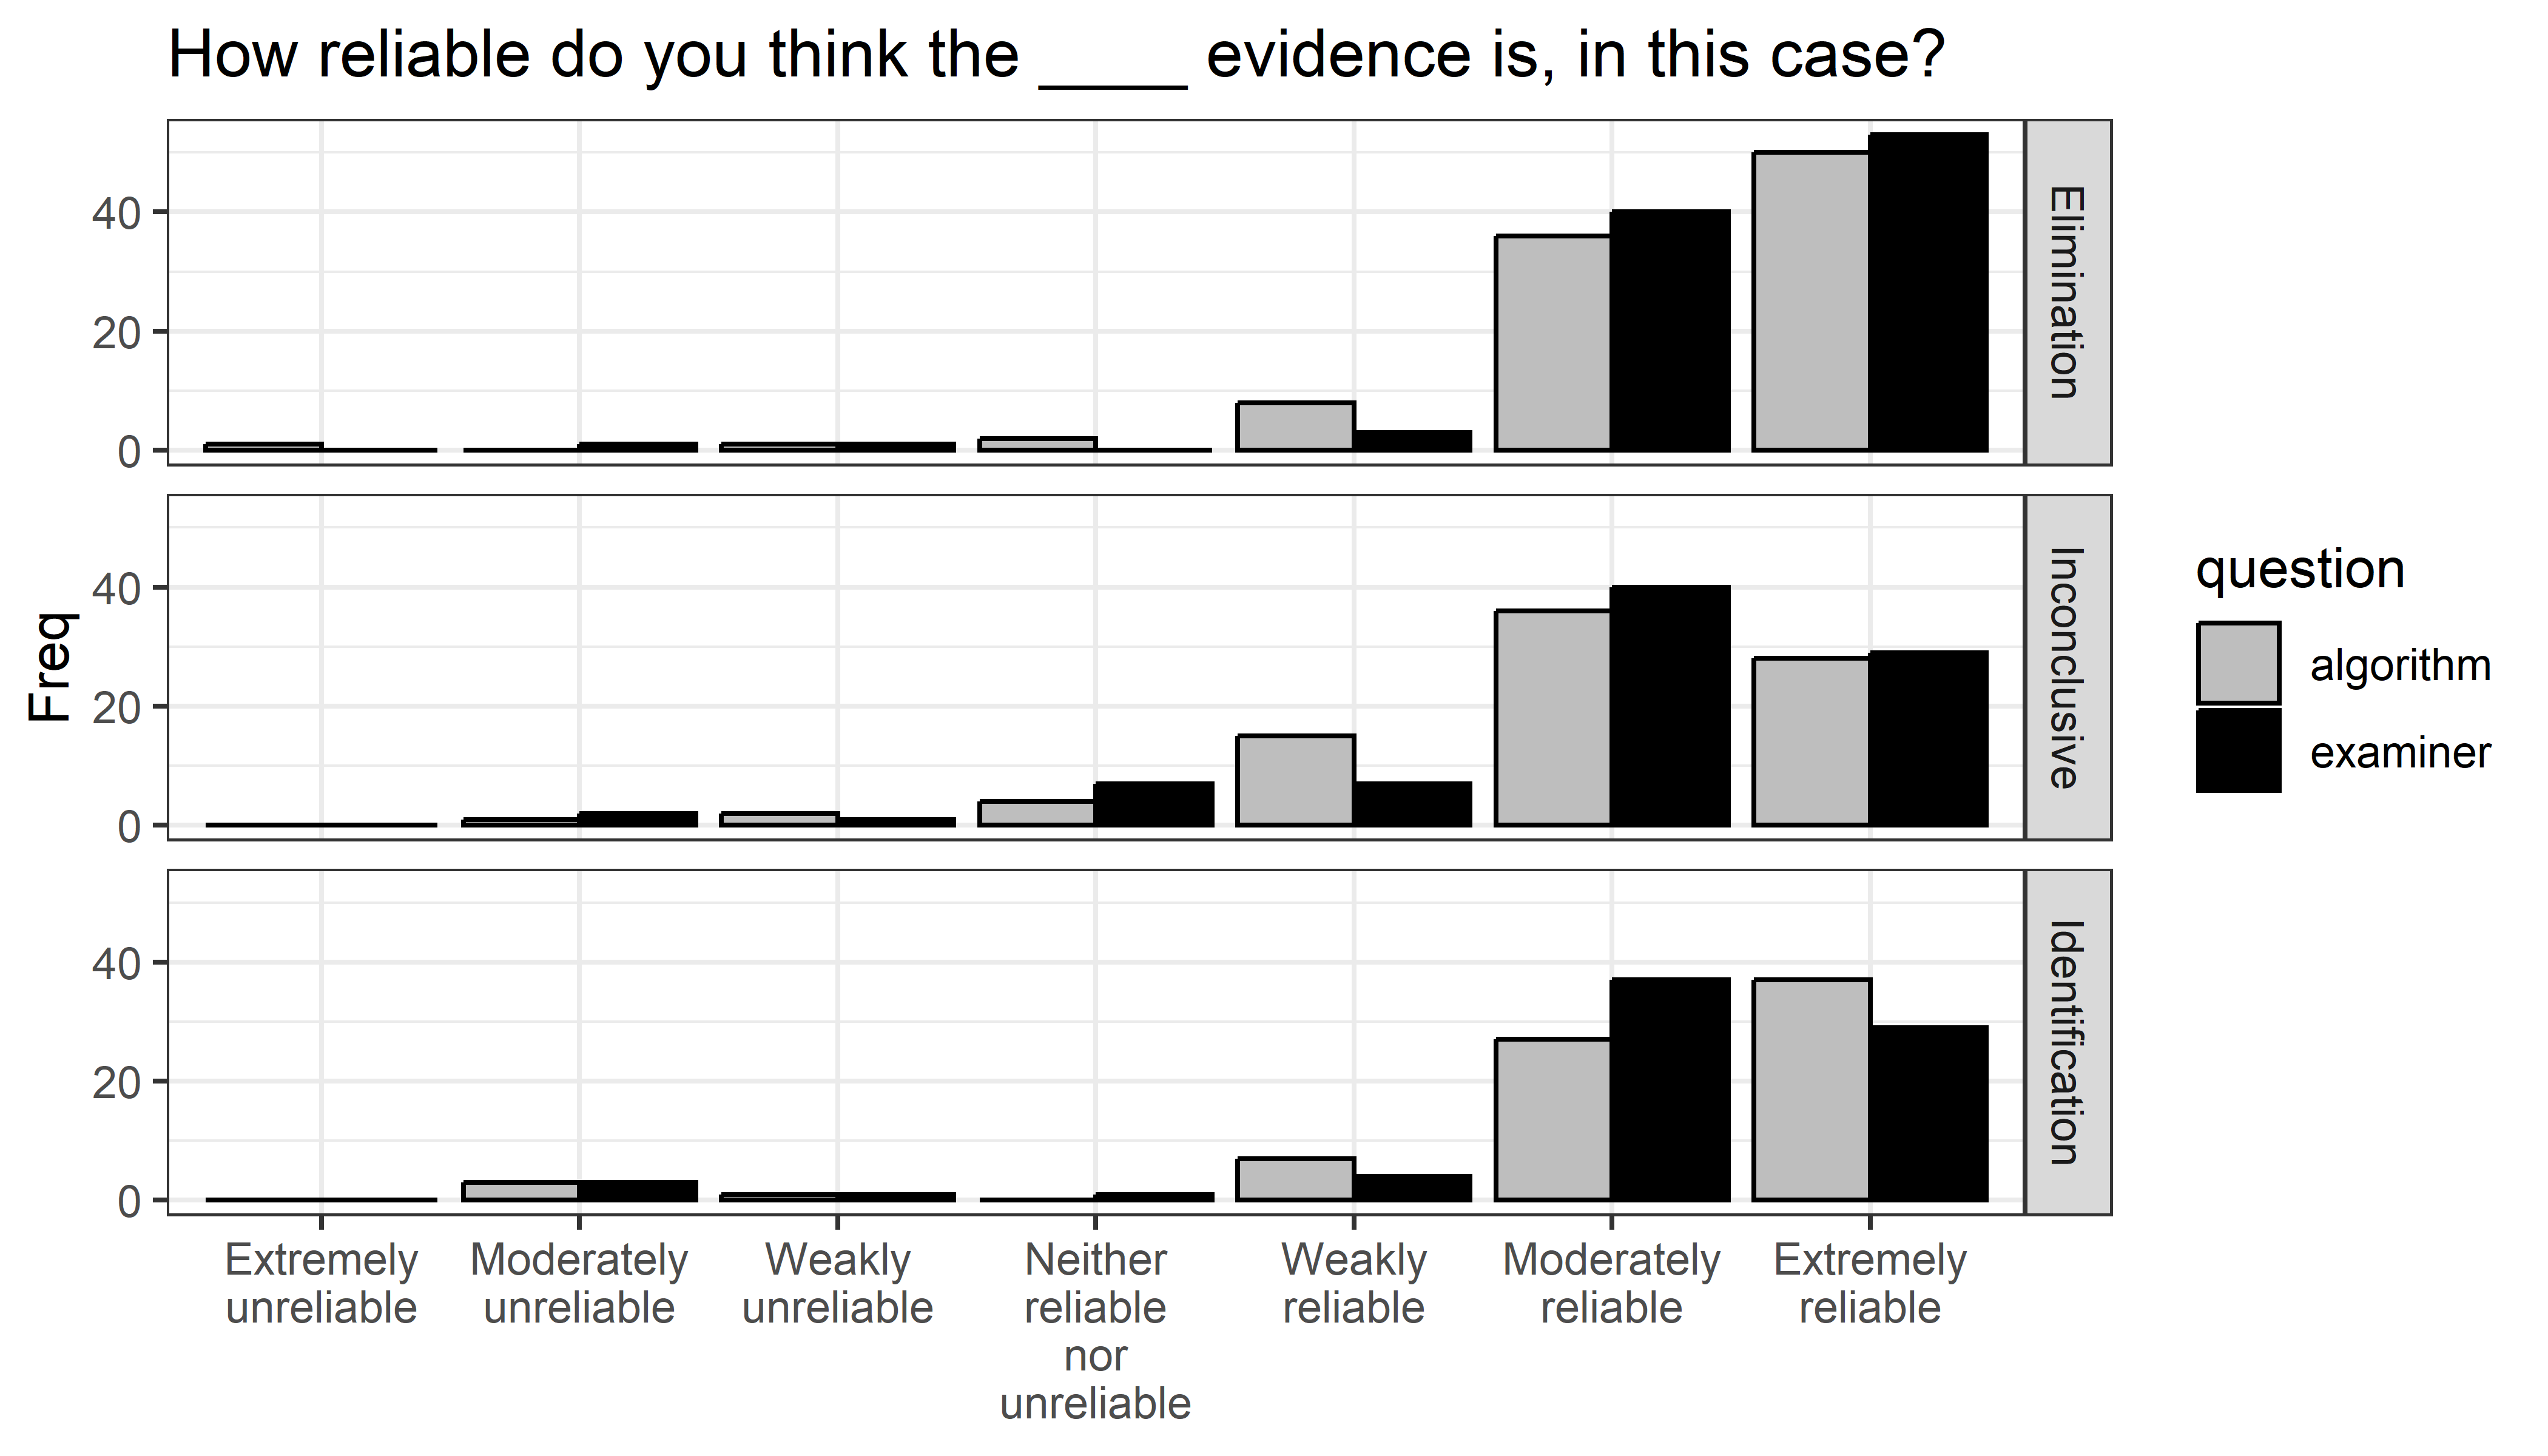 How reliable do you think the ____ evidence is, in this case?
Freq
40
20
0
Elimination
40
20
0
Inconclusive
40
20
0
Identification
Extremely
unreliable
Moderately
unreliable
Weakly
unreliable
Neither
reliable
nor
unreliable
Weakly
reliable
Moderately
reliable
Extremely
reliable
question
algorithm
examiner